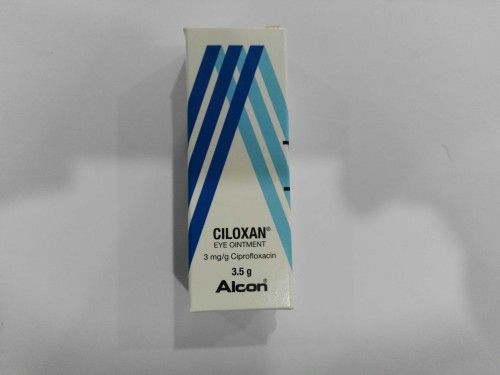 CILOXAN®
EYE OINTMENT
3 mg/g Ciprofloxacin
3.5 g
Alcon®